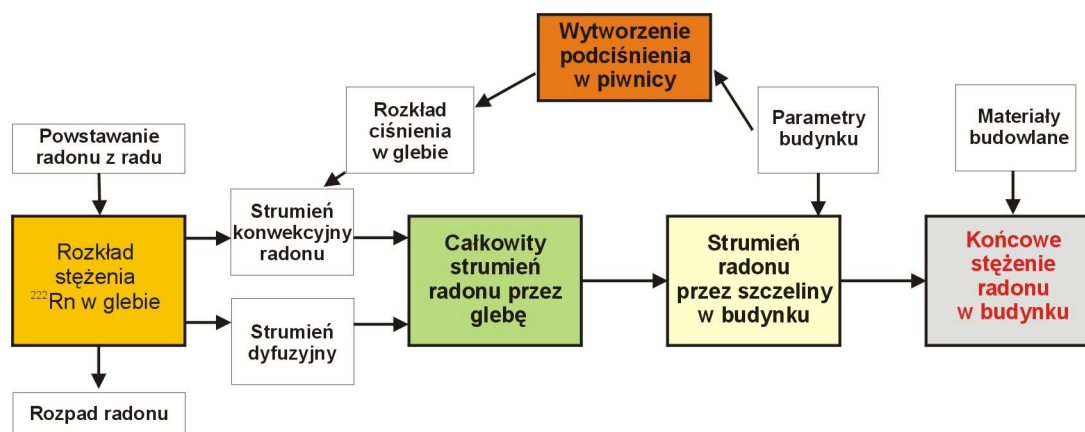 Wytworzenie
podciśnienia
w piwnicy
Rozkład
ciśnienia
w glebie
Parametry
budynku
Materiały
budowlane
Powstawanie
radonu z radu
Rozkład
stężenia
²²²Rn w glebie
Strumień
konwekcyjny
radonu
Strumień
dyfuzyjny
Całkowity
strumień
radonu przez
glebę
Strumień
radonu
przez szczeliny
w budynku
Końcowe
stężenie
radonu
w budynku
Rozpad radonu